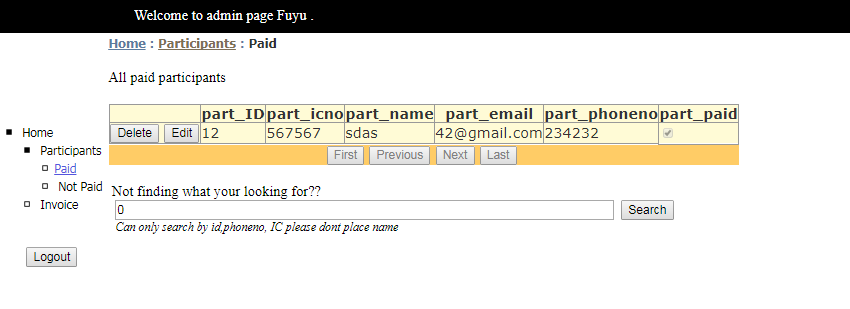 Welcome to admin page Fuyu .
Home : Participants : Paid
All paid participants
part_ID part_icno part_name part_email part_phoneno part_paid
Delete Edit 12 567567 sdas 42@gmail.com 234232
First Previous Next Last
Home
Participants
Paid
Not Paid
Invoice
Not finding what your looking for??
0 Search
Can only search by id,phoneno, IC please dont place name
Logout